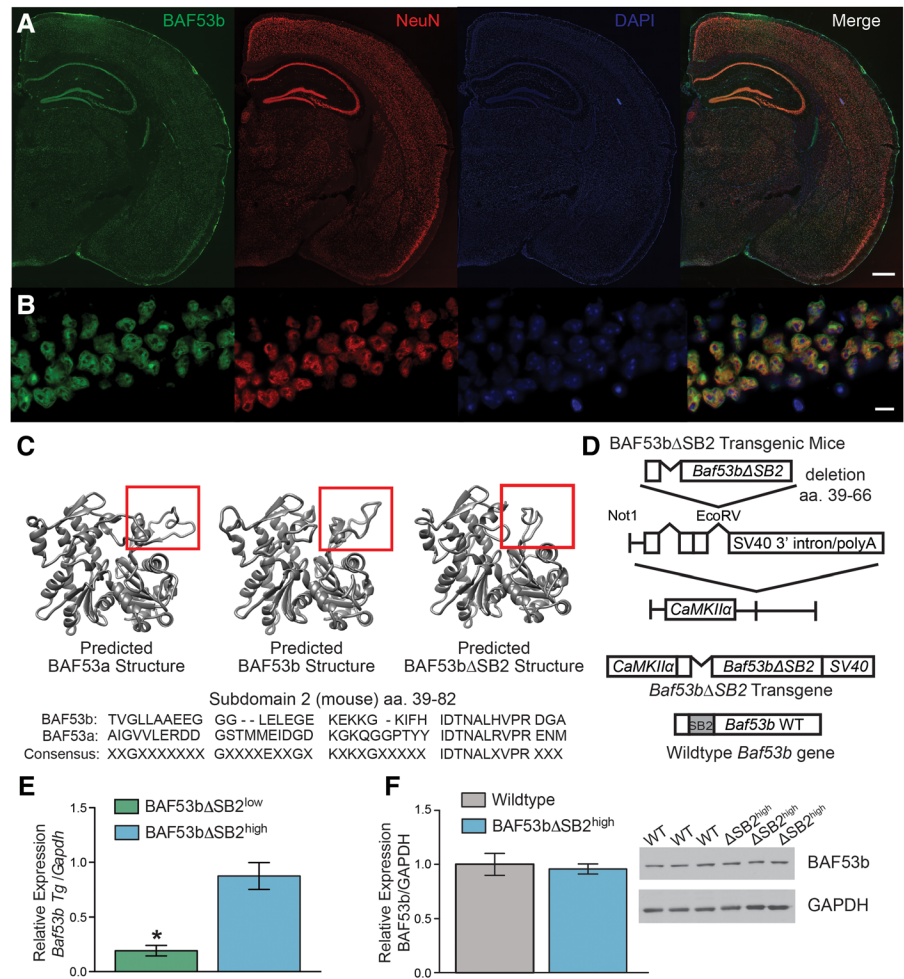 A BAF53b NeuN DAPI Merge
B
C
Predicted BAF53a Structure
Predicted BAF53b Structure
Predicted BAF53bΔSB2 Structure
Subdomain 2 (mouse) aa. 39-82
BAF53b: TVGLLAAEEG GG - - LELEGE KEKKG - KIFH IDTNALHVPR DGA
BAF53a: AIGVVLERDD GSTMMEIDGD KGKQGGPTYY IDTNALRVPR ENM
Consensus: XXGXXXXXXX GXXXXEXXGX KXKXGXXXXX IDTNALXVPR XXX
D BAF53bΔSB2 Transgenic Mice
Baf53bΔSB2
deletion
aa. 39-66
Not1 EcoRV
SV40 3' intron/polyA
CaMKIIα
CaMKIIα Baf53bΔSB2 SV40
Baf53bΔSB2 Transgene
SB2 Baf53b WT
Wildtype Baf53b gene
E
BAF53bΔSB2low
BAF53bΔSB2high
Relative Expression
Baf53b Tg /Gapdh
1.5
1.0
0.5
0.0
*
F
Wildtype
BAF53bΔSB2high
Relative Expression
BAF53b/GAPDH
1.5
1.0
0.5
0.0
WT WT WT ΔSB2high ΔSB2high ΔSB2high
BAF53b
GAPDH